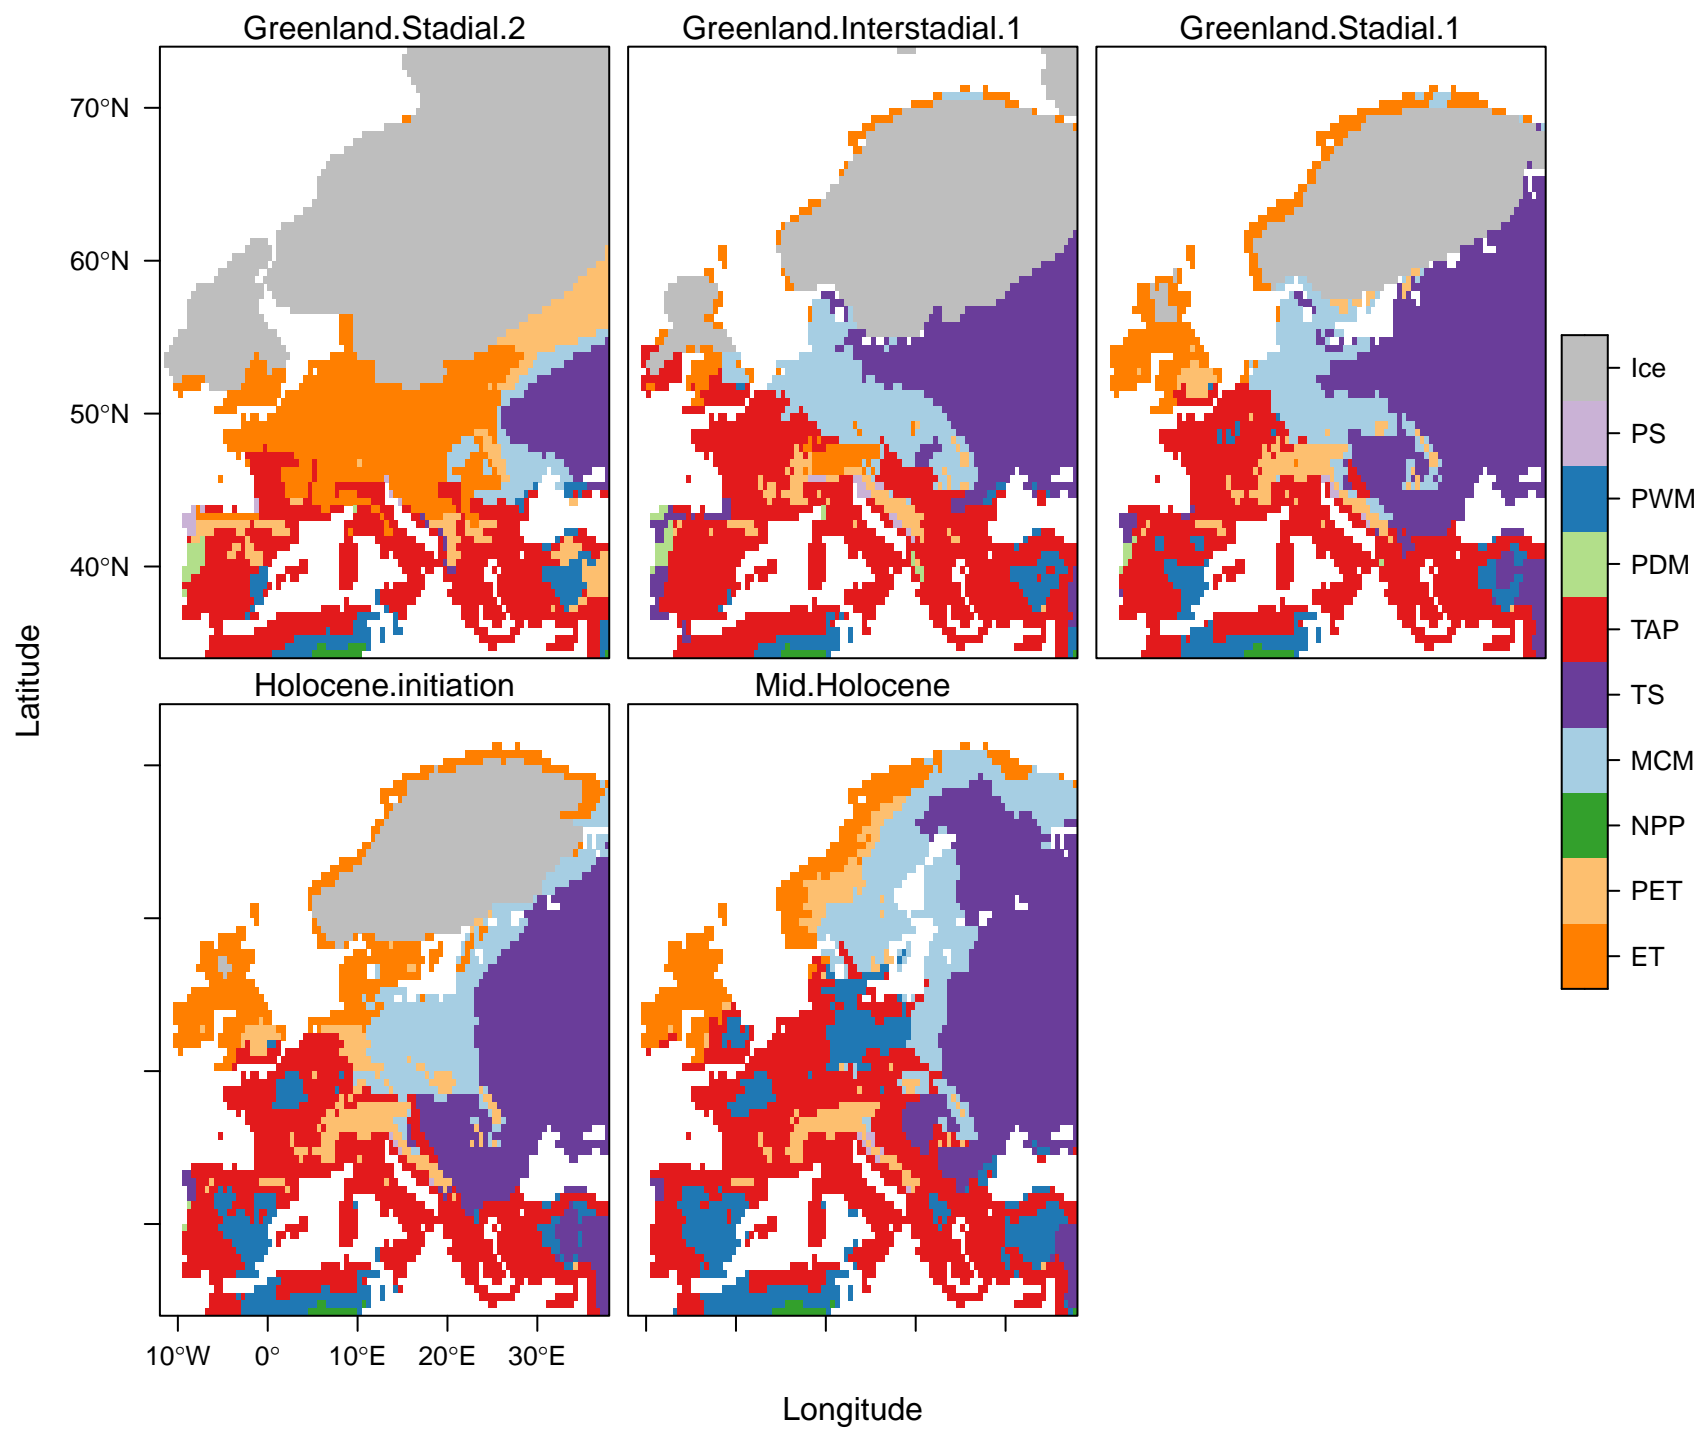 Greenland.Stadial.2
Greenland.Interstadial.1
Greenland.Stadial.1
70°N
60°N
50°N
40°N
Latitude
Holocene.initiation
Mid.Holocene
Ice
PS
PWM
PDM
TAP
TS
MCM
NPP
PET
ET
10°W
0°
10°E
20°E
30°E
Longitude